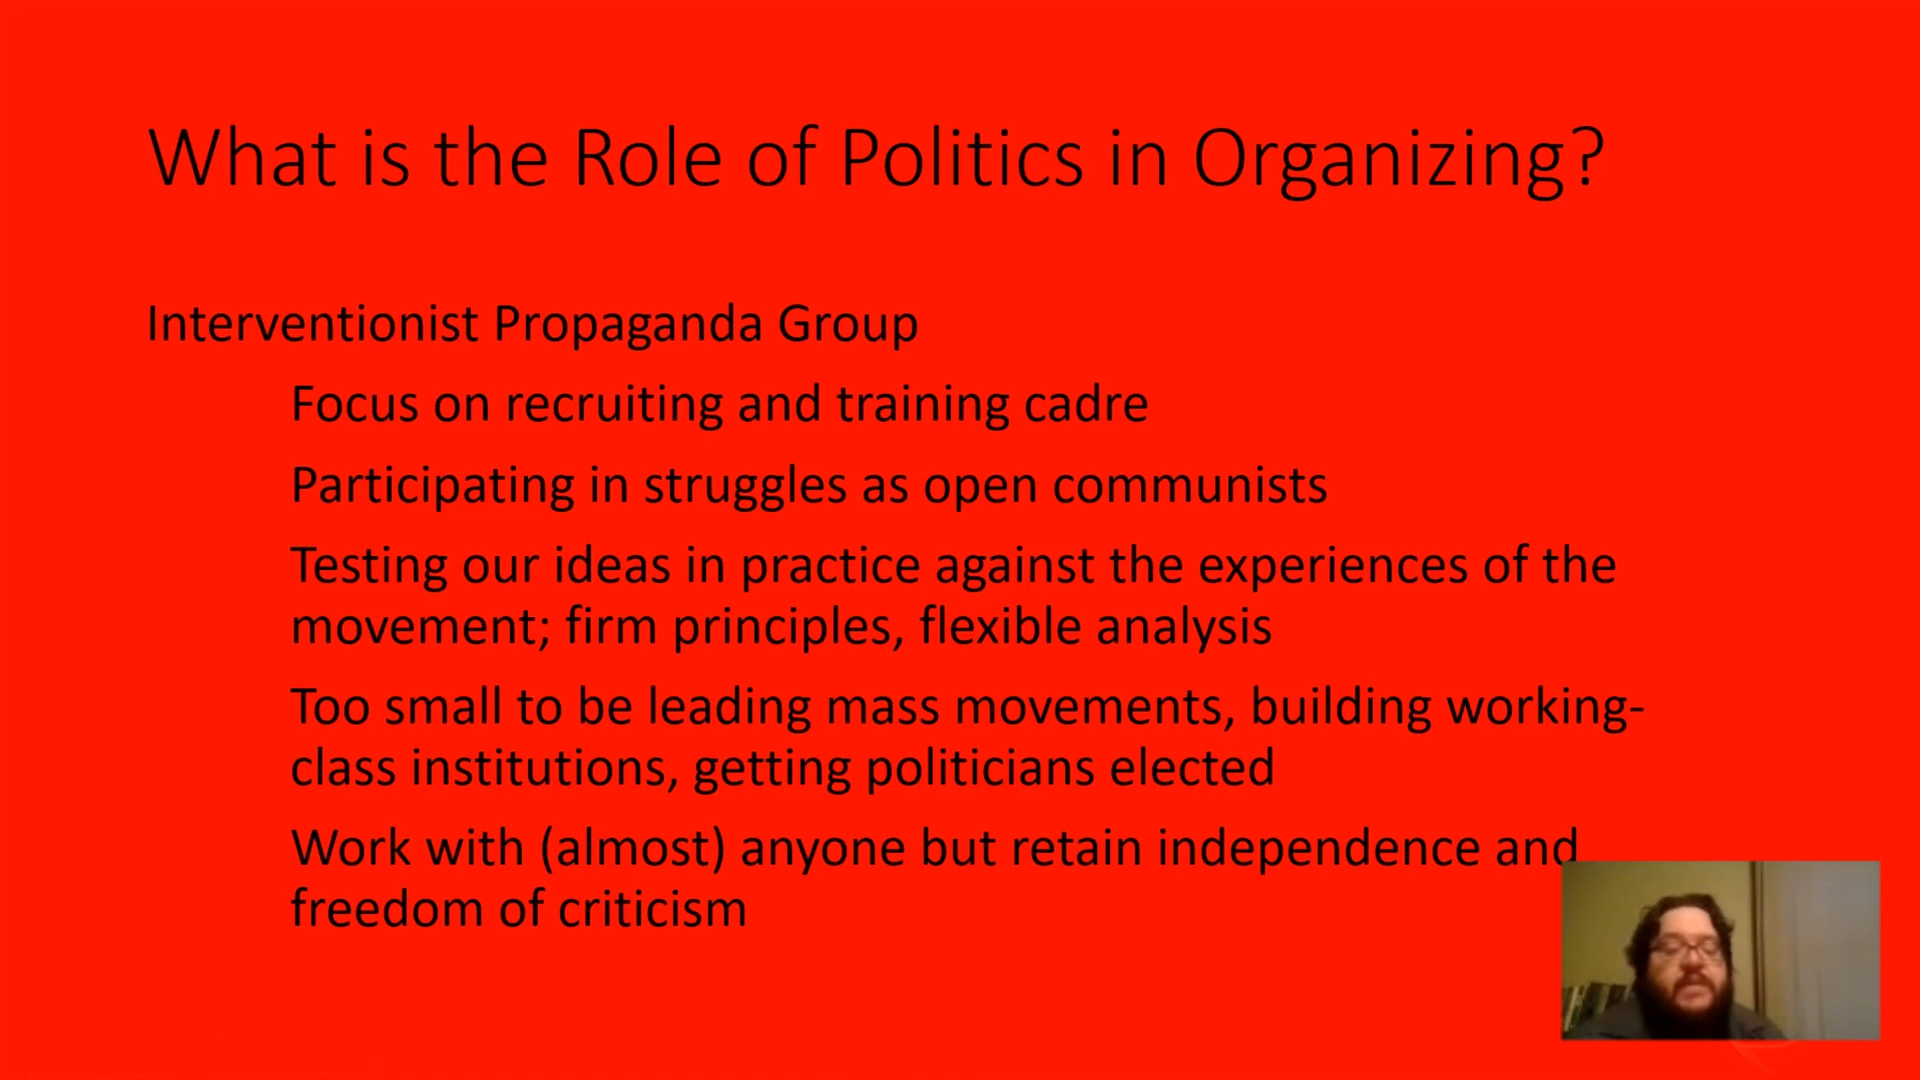 What is the Role of Politics in Organizing?
Interventionist Propaganda Group
Focus on recruiting and training cadre
Participating in struggles as open communists
Testing our ideas in practice against the experiences of the
movement; firm principles, flexible analysis
Too small to be leading mass movements, building working-
class institutions, getting politicians elected
Work with (almost) anyone but retain independence and
freedom of criticism